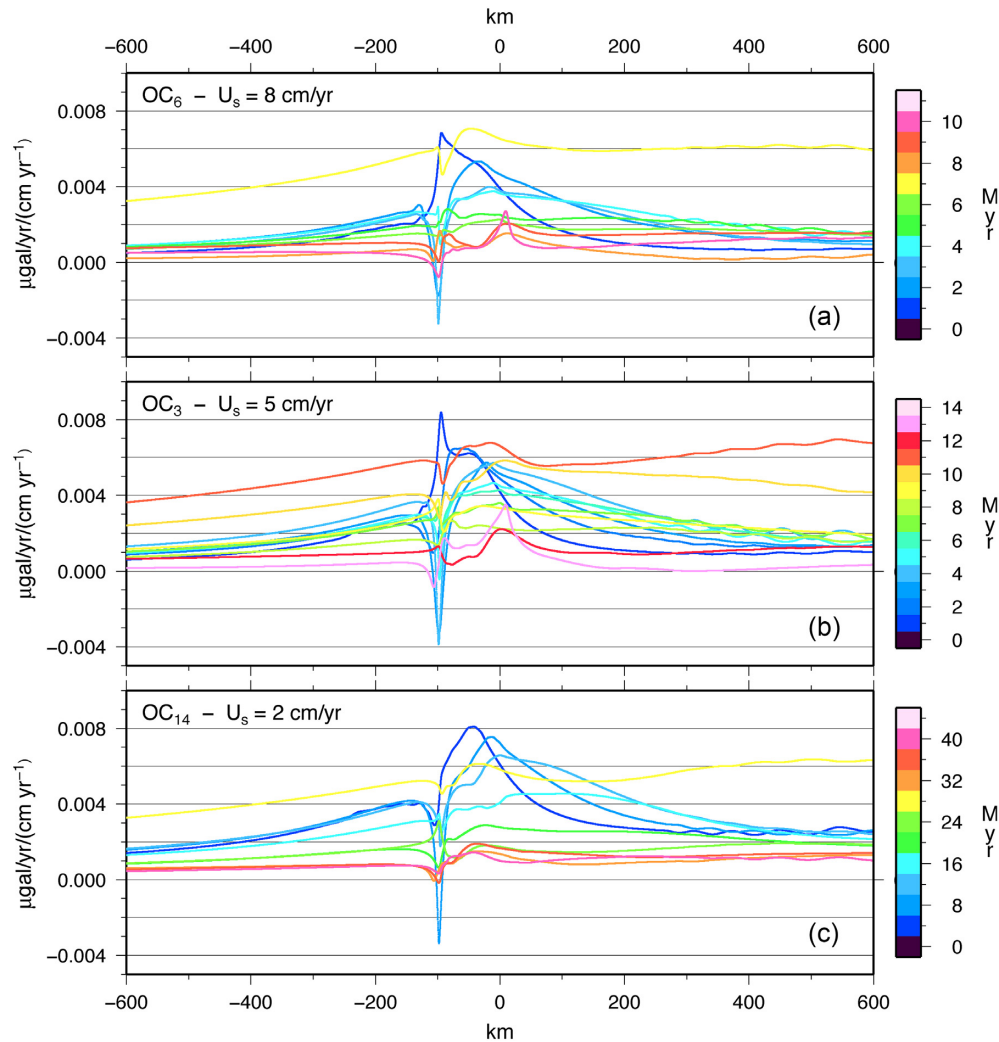 km
−600 −400 −200 0 200 400 600
OC6 − Us = 8 cm/yr
0.008
0.004
0.000
−0.004
μgal/yr/(cm yr−1)
(a)
10
8
6
4
2
0
Myr
OC3 − Us = 5 cm/yr
0.008
0.004
0.000
−0.004
μgal/yr/(cm yr−1)
(b)
14
12
10
8
6
4
2
0
Myr
OC14 − Us = 2 cm/yr
0.008
0.004
0.000
−0.004
μgal/yr/(cm yr−1)
(c)
40
32
24
16
8
0
Myr
−600 −400 −200 0 200 400 600
km